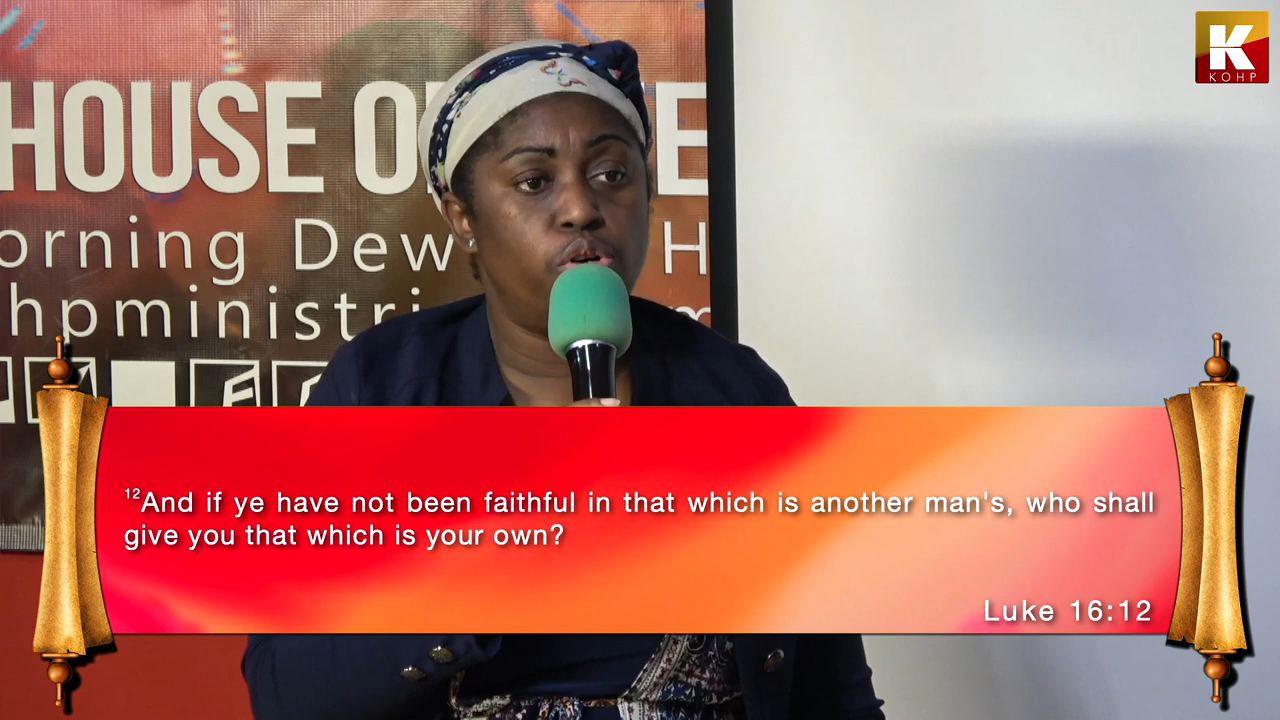 K
KOHP
HOUSE O
E
orning Dew H
hpministri m
12And if ye have not been faithful in that which is another man's, who shall
give you that which is your own?
Luke 16:12